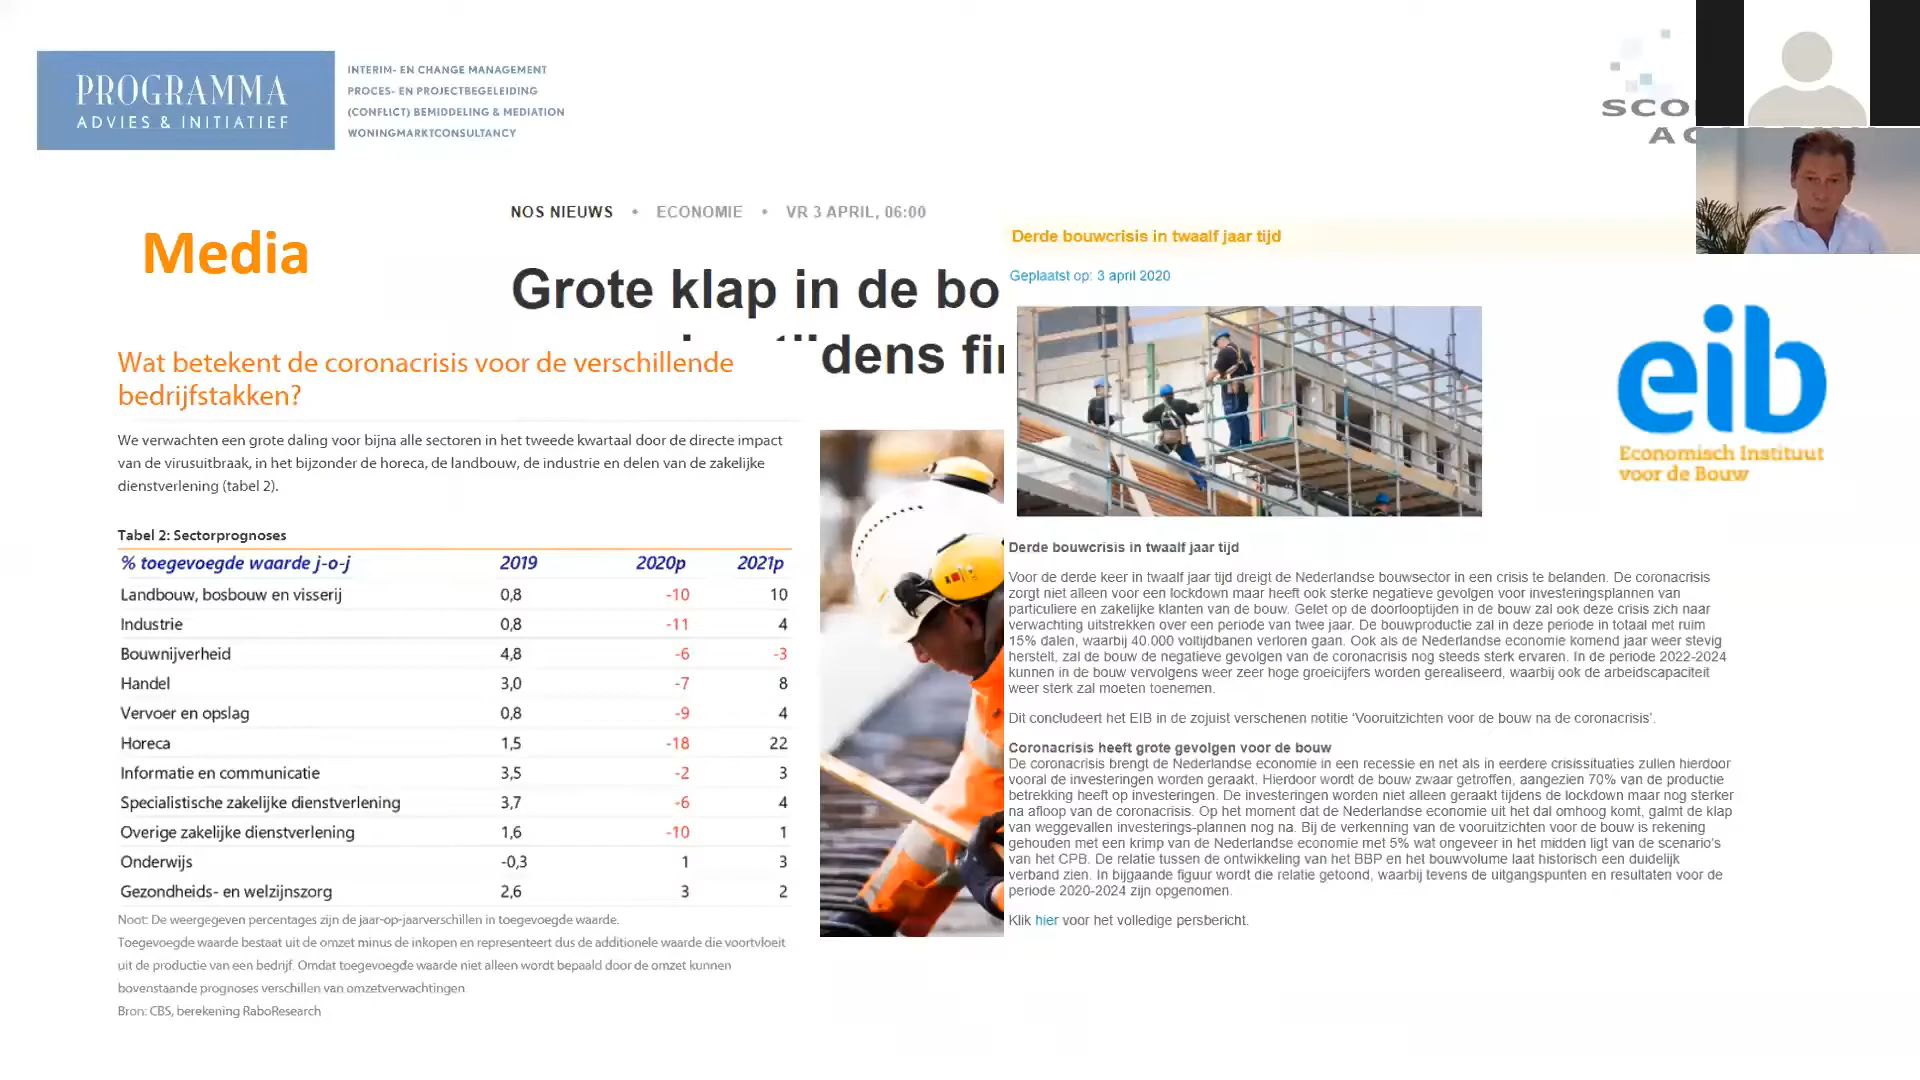 PROGRAMMA
ADVIES & INITIATIEF
INTERIM- EN CHANGE MANAGEMENT
PROCES- EN PROJECTBEGELEIDING
(CONFLICT) BEMIDDELING & MEDIATION
WONINGMARKTCONSULTANCY
Media
NOS NIEUWS • ECONOMIE • VR 3 APRIL, 06:00
Grote klap in de bo
dens fi
Wat betekent de coronacrisis voor de verschillende
bedrijfstakken?
We verwachten een grote daling voor bijna alle sectoren in het tweede kwartaal door de directe impact
van de virusuitbraak, in het bijzonder de horeca, de landbouw, de industrie en delen van de zakelijke
dienstverlening (tabel 2).
Tabel 2: Sectorprognoses
% toegevoegde waarde j-o-j 2019 2020p 2021p
Landbouw, bosbouw en visserij 0,8 -10 10
Industrie 0,8 -11 4
Bouwnijverheid 4,8 -6 -3
Handel 3,0 -7 8
Vervoer en opslag 0,8 -9 4
Horeca 1,5 -18 22
Informatie en communicatie 3,5 -2 3
Specialistische zakelijke dienstverlening 3,7 -6 4
Overige zakelijke dienstverlening 1,6 -10 1
Onderwijs -0,3 1 3
Gezondheids- en welzijnszorg 2,6 3 2
Noot: De weergegeven percentages zijn de jaar-op-jaarverschillen in toegevoegde waarde.
Toegevoegde waarde bestaat uit de omzet minus de inkopen en representeert dus de additionele waarde die voortvloeit
uit de productie van een bedrijf. Omdat toegevoegde waarde niet alleen wordt bepaald door de omzet kunnen
bovenstaande prognoses verschillen van omzetverwachtingen
Bron: CBS, berekening RaboResearch
Derde bouwcrisis in twaalf jaar tijd
Geplaatst op: 3 april 2020
eib
Economisch Instituut
voor de Bouw
Derde bouwcrisis in twaalf jaar tijd
Voor de derde keer in twaalf jaar tijd dreigt de Nederlandse bouwsector in een crisis te belanden. De coronacrisis
zorgt niet alleen voor een lockdown maar heeft ook sterke negatieve gevolgen voor investeringsplannen van
particuliere en zakelijke klanten van de bouw. Gelet op de doorlooptijden in de bouw zal ook deze crisis zich naar
verwachting uitstrekken over een periode van twee jaar. De bouwproductie zal in deze periode in totaal met ruim
15% dalen, waarbij 40.000 voltijdbanen verloren gaan. Ook als de Nederlandse economie komend jaar weer stevig
herstelt, zal de bouw de negatieve gevolgen van de coronacrisis nog steeds sterk ervaren. In de periode 2022-2024
kunnen in de bouw vervolgens weer zeer hoge groeicijfers worden gerealiseerd, waarbij ook de arbeidscapaciteit
weer sterk zal moeten toenemen.
Dit concludeert het EIB in de zojuist verschenen notitie ‘Vooruitzichten voor de bouw na de coronacrisis’.
Coronacrisis heeft grote gevolgen voor de bouw
De coronacrisis brengt de Nederlandse economie in een recessie en net als in eerdere crisissituaties zullen hierdoor
vooral de investeringen worden geraakt. Hierdoor wordt de bouw zwaar getroffen, aangezien 70% van de productie
betrekking heeft op investeringen. De investeringen worden niet alleen geraakt tijdens de lockdown maar nog sterker
na afloop van de coronacrisis. Op het moment dat de Nederlandse economie uit het dal omhoog komt, galmt de klap
van weggevallen investerings-plannen nog na. Bij de verkenning van de vooruitzichten voor de bouw is rekening
gehouden met een krimp van de Nederlandse economie met 5% wat ongeveer in het midden ligt van de scenario’s
van het CPB. De relatie tussen de ontwikkeling van het BBP en het bouwvolume laat historisch een duidelijk
verband zien. In bijgaande figuur wordt die relatie getoond, waarbij tevens de uitgangspunten en resultaten voor de
periode 2020-2024 zijn opgenomen.
Klik hier voor het volledige persbericht.
SCO
AC